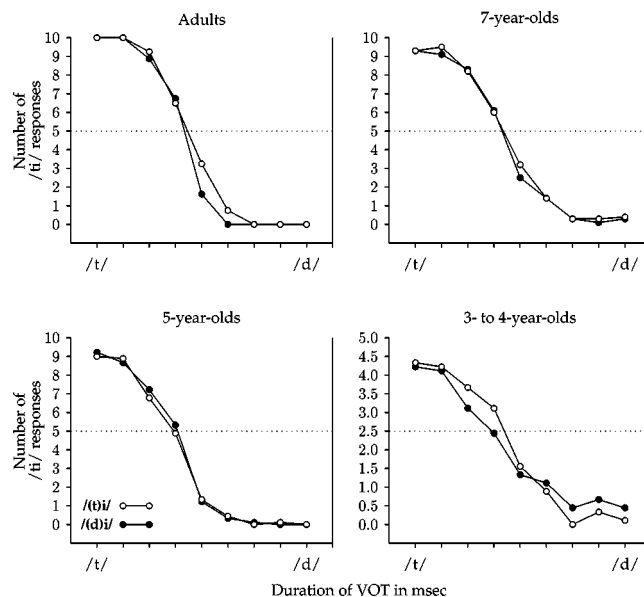 Adults
7-year-olds
Number of
/ti/ responses
10
9
8
7
6
5
4
3
2
1
0
/t/
/d/
10
9
8
7
6
5
4
3
2
1
0
/t/
/d/
5-year-olds
3- to 4-year-olds
Number of
/ti/ responses
10
9
8
7
6
5
4
3
2
1
0
/(t)i/
/(d)i/
/t/
/d/
5.0
4.5
4.0
3.5
3.0
2.5
2.0
1.5
1.0
0.5
0.0
/t/
/d/
Duration of VOT in msec